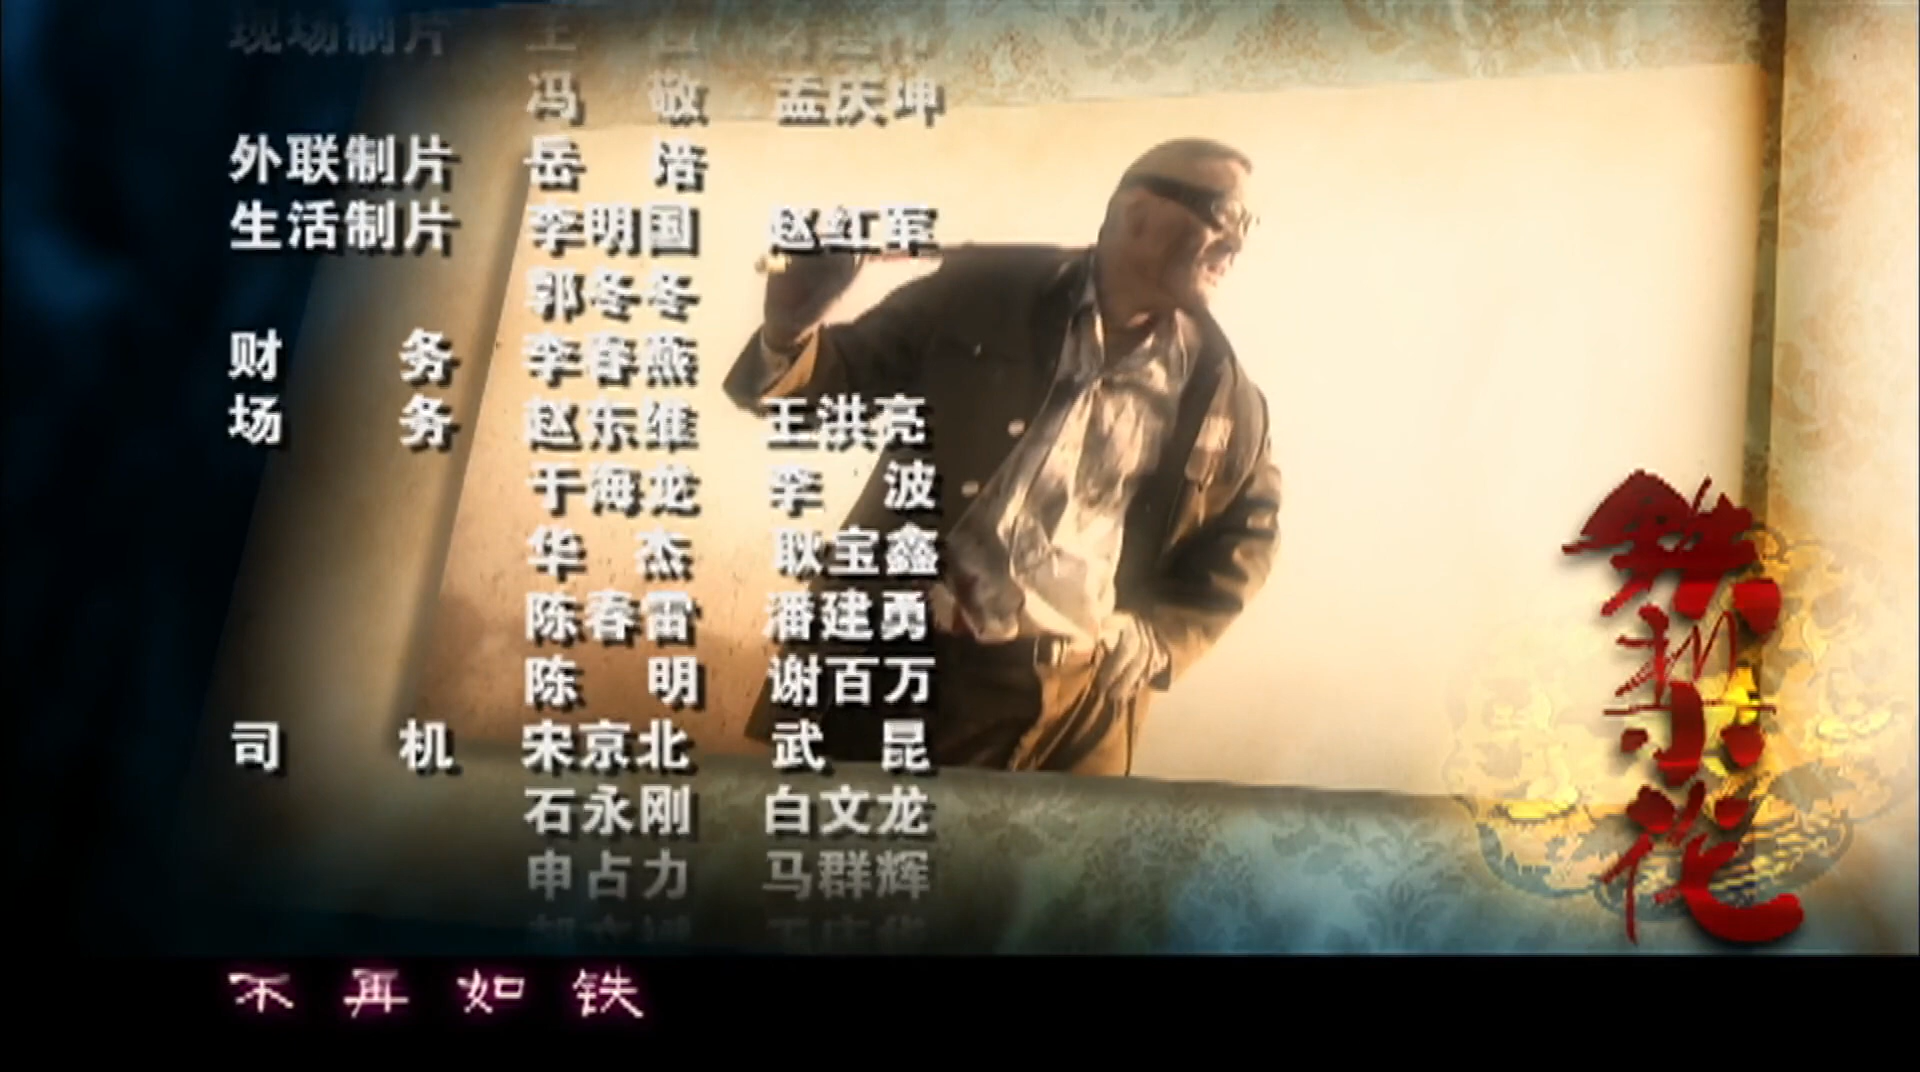 现场制片
冯 敬 孟庆坤
外联制片 岳 浩
生活制片 李明国 赵红军
郭冬冬
财 务 李春燕
场 务 赵东维 王洪亮
于海龙 李 波
华 杰 耿宝鑫
陈春雷 潘建勇
陈 明 谢百万
司 机 宋京北 武 昆
石永刚 白文龙
申占力 马群辉
铁梨花
不再如铁